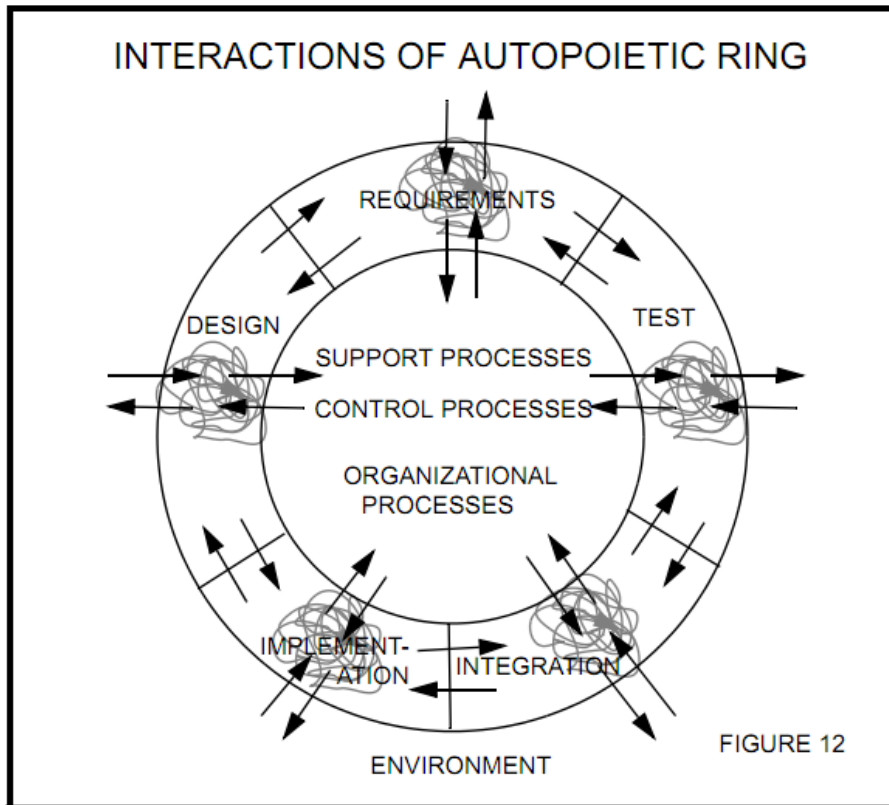 INTERACTIONS OF AUTOPOIETIC RING
REQUIREMENTS
DESIGN
TEST
SUPPORT PROCESSES
CONTROL PROCESSES
ORGANIZATIONAL
PROCESSES
IMPLEMENT-
ATION
INTEGRATION
FIGURE 12
ENVIRONMENT